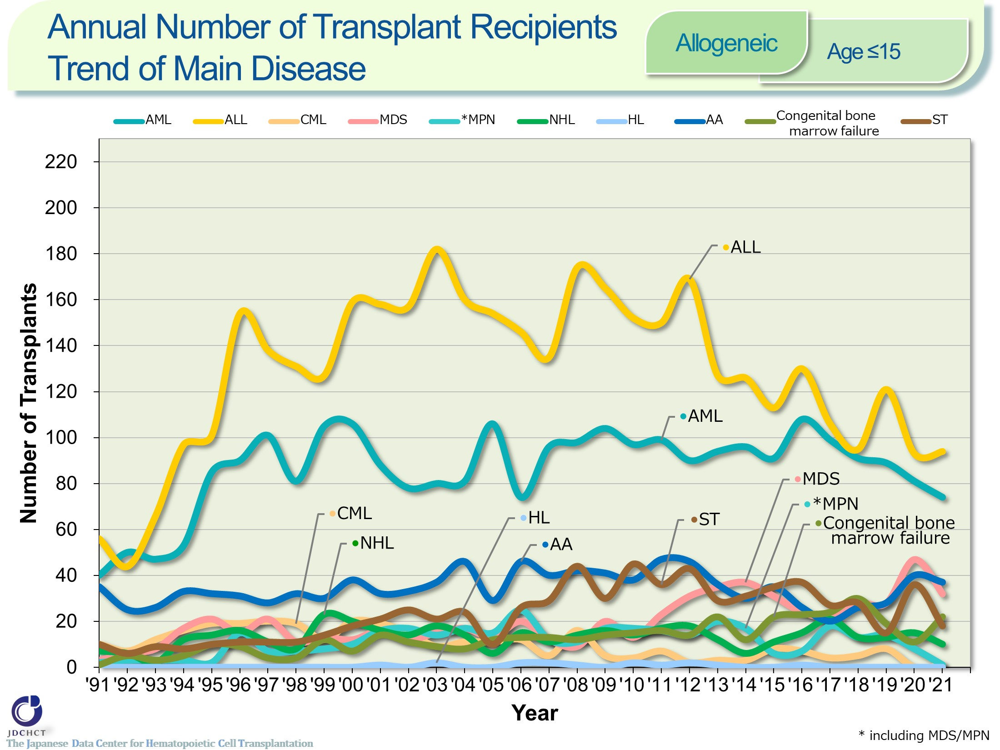 Annual Number of Transplant Recipients
Trend of Main Disease
Allogeneic
Age ≤15
AML ALL CML MDS *MPN NHL HL AA Congenital bone marrow failure ST
220
200
180
160
140
120
100
80
60
40
20
0
Number of Transplants
ALL
AML
MDS
*MPN
CML
HL
ST
Congenital bone
marrow failure
NHL
AA
'91 '92 '93 '94 '95 '96 '97 '98 '99 '00 '01 '02 '03 '04 '05 '06 '07 '08 '09 '10 '11 '12 '13 '14 '15 '16 '17 '18 '19 '20 '21
Year
JDCHCT
The Japanese Data Center for Hematopoietic Cell Transplantation
* including MDS/MPN